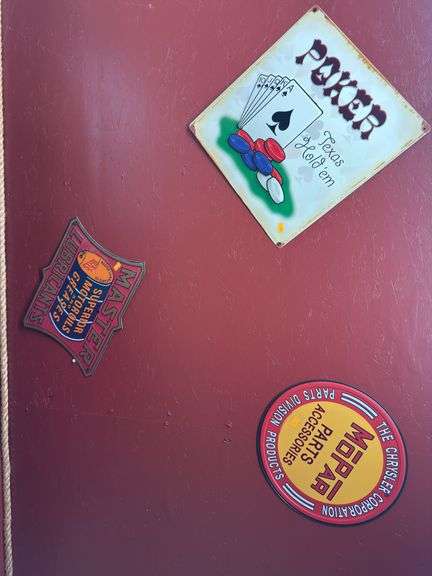 POKER
Texas
Hold'em
J Q K A
MASTER
SUPERIOR
MOTOR OILS
GREASES
LUBRICANTS
THE CHRYSLER CORPORATION
MOPAR
PARTS
ACCESSORIES
PARTS DIVISION PRODUCTS